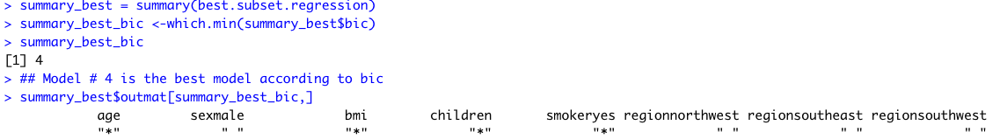 > summary_best = summary(best.subset.regression)
> summary_best_bic <-which.min(summary_best$bic)
> summary_best_bic
[1] 4
> ## Model # 4 is the best model according to bic
> summary_best$outmat[summary_best_bic,]
age sexmale bmi children smokeryes regionnorthwest regionsoutheast regionsouthwest
"*" " " "*" "*" "*" " " " " " "